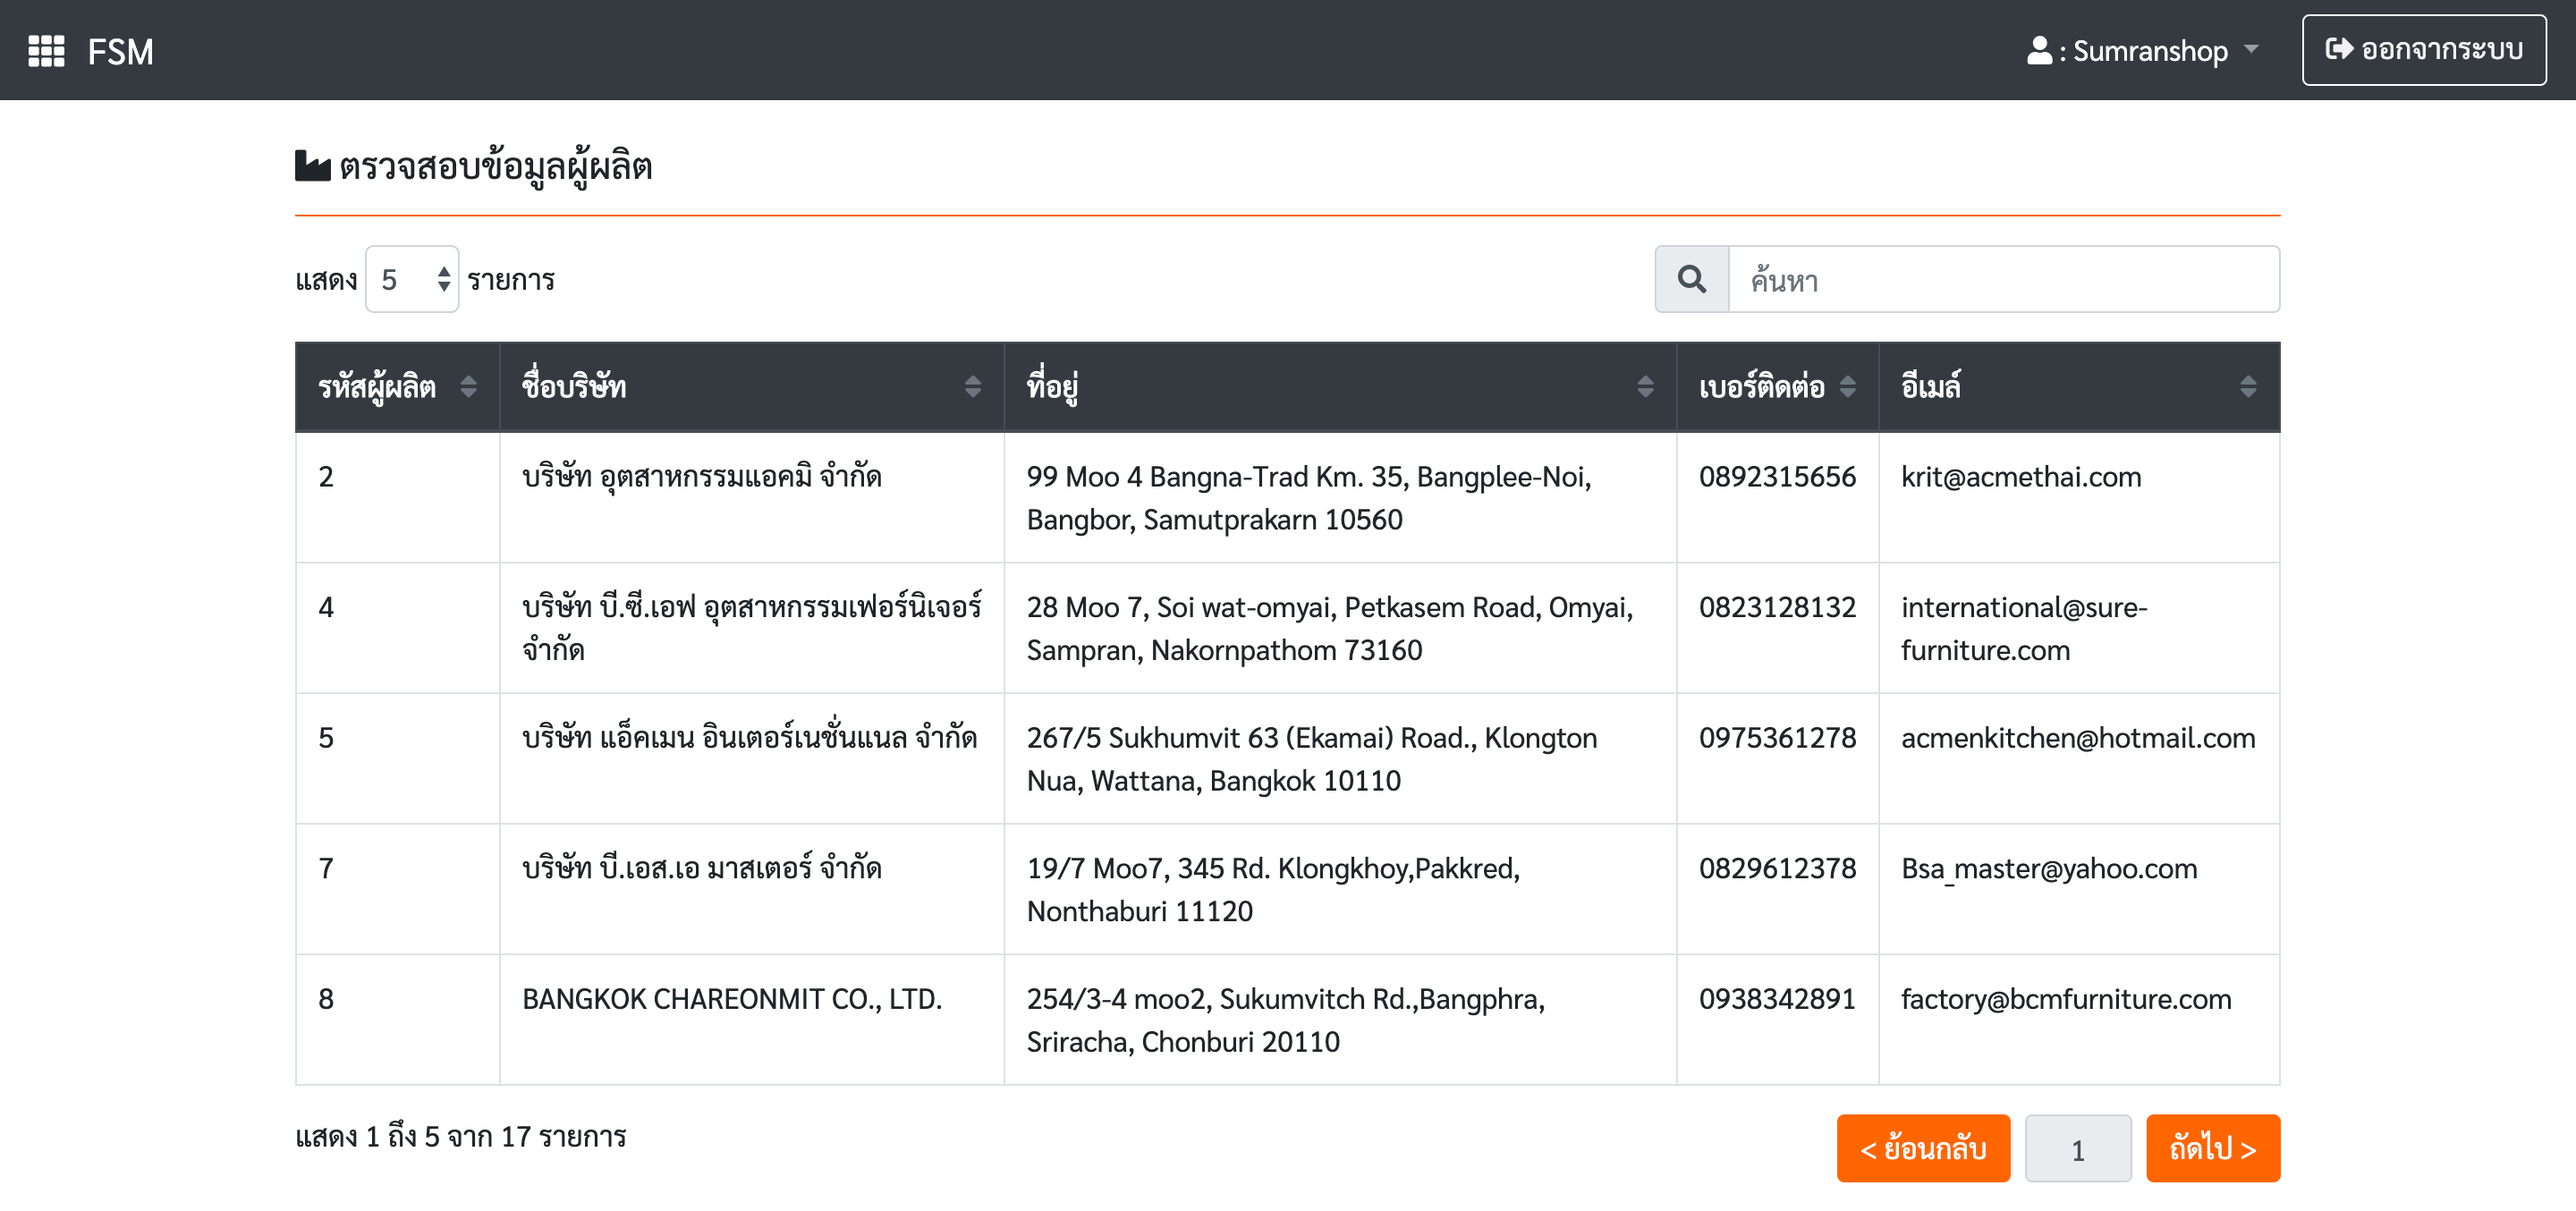 FSM
: Sumranshop
ออกจากระบบ
ตรวจสอบข้อมูลผู้ผลิต
แสดง 5 รายการ
ค้นหา
รหัสผู้ผลิต ชื่อบริษัท ที่อยู่ เบอร์ติดต่อ อีเมล์
2 บริษัท อุตสาหกรรมแอคมิ จำกัด 99 Moo 4 Bangna-Trad Km. 35, Bangplee-Noi, 0892315656 krit@acmethai.com
Bangbor, Samutprakarn 10560
4 บริษัท บี.ซี.เอฟ อุตสาหกรรมเฟอร์นิเจอร์ 28 Moo 7, Soi wat-omyai, Petkasem Road, Omyai, 0823128132 international@sure-
จำกัด Sampran, Nakornpathom 73160 furniture.com
5 บริษัท แอ็คเมน อินเตอร์เนชั่นแนล จำกัด 267/5 Sukhumvit 63 (Ekamai) Road., Klongton 0975361278 acmenkitchen@hotmail.com
Nua, Wattana, Bangkok 10110
7 บริษัท บี.เอส.เอ มาสเตอร์ จำกัด 19/7 Moo7, 345 Rd. Klongkhoy,Pakkred, 0829612378 Bsa_master@yahoo.com
Nonthaburi 11120
8 BANGKOK CHAREONMIT CO., LTD. 254/3-4 moo2, Sukumvitch Rd.,Bangphra, 0938342891 factory@bcmfurniture.com
Sriracha, Chonburi 20110
แสดง 1 ถึง 5 จาก 17 รายการ
< ย้อนกลับ 1 ถัดไป >